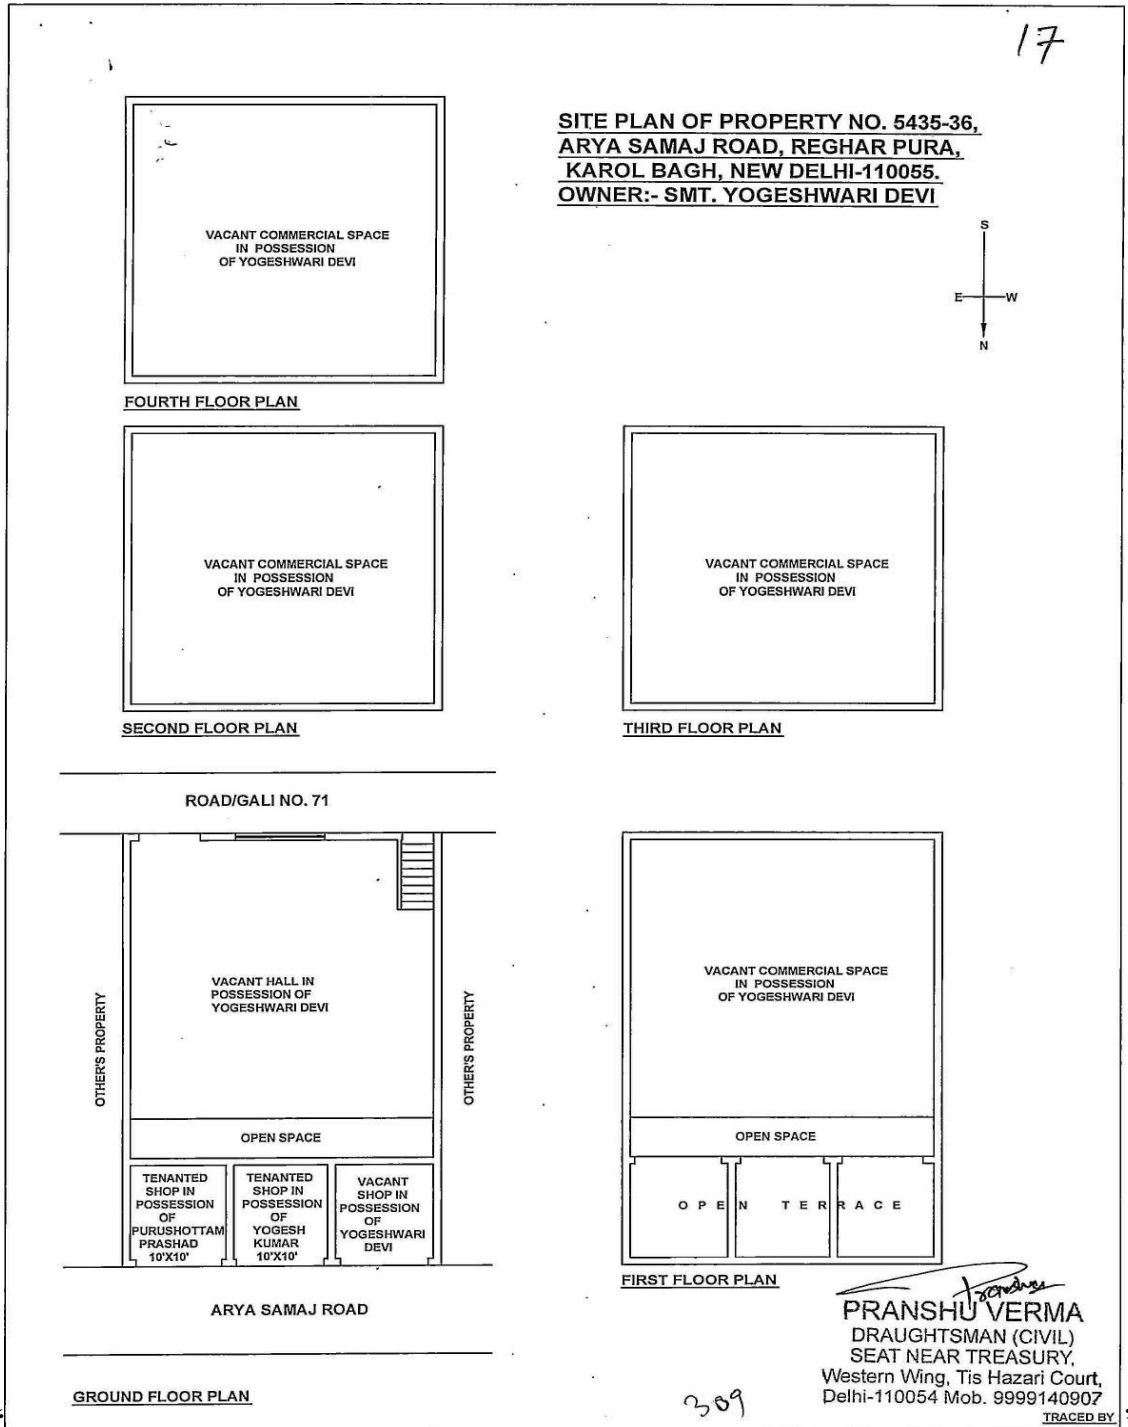 17
SITE PLAN OF PROPERTY NO. 5435-36,
ARYA SAMAJ ROAD, REGHAR PURA,
KAROL BAGH, NEW DELHI-110055.
OWNER:- SMT. YOGESHWARI DEVI
S
E W
N
VACANT COMMERCIAL SPACE
IN POSSESSION
OF YOGESHWARI DEVI
FOURTH FLOOR PLAN
VACANT COMMERCIAL SPACE
IN POSSESSION
OF YOGESHWARI DEVI
SECOND FLOOR PLAN
VACANT COMMERCIAL SPACE
IN POSSESSION
OF YOGESHWARI DEVI
THIRD FLOOR PLAN
ROAD/GALI NO. 71
OTHER'S PROPERTY
VACANT HALL IN
POSSESSION OF
YOGESHWARI DEVI
OTHER'S PROPERTY
OPEN SPACE
TENANTED
SHOP IN
POSSESSION
OF
PURUSHOTTAM
PRASHAD
10'X10'
TENANTED
SHOP IN
POSSESSION
OF
YOGESH
KUMAR
10'X10'
VACANT
SHOP IN
POSSESSION
OF
YOGESHWARI
DEVI
ARYA SAMAJ ROAD
GROUND FLOOR PLAN
VACANT COMMERCIAL SPACE
IN POSSESSION
OF YOGESHWARI DEVI
OPEN SPACE
OPEN TERRACE
FIRST FLOOR PLAN
Pranshu
PRANSHU VERMA
DRAUGHTSMAN (CIVIL)
SEAT NEAR TREASURY,
Western Wing, Tis Hazari Court,
Delhi-110054 Mob. 9999140907
TRACED BY
309